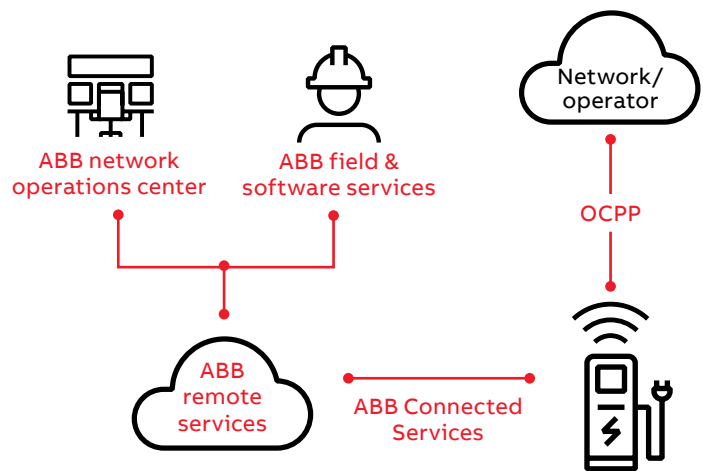 Network/
operator
ABB network
operations center
ABB field &
software services
OCPP
ABB
remote
services
ABB Connected
Services